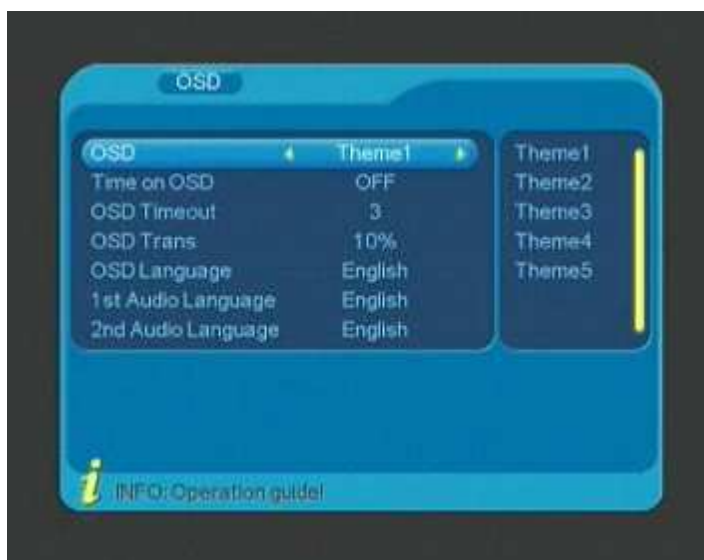 OSD
OSD Theme1
Time on OSD OFF
OSD Timeout 3
OSD Trans 10%
OSD Language English
1st Audio Language English
2nd Audio Language English
Theme1
Theme2
Theme3
Theme4
Theme5
i INFO: Operation guide!